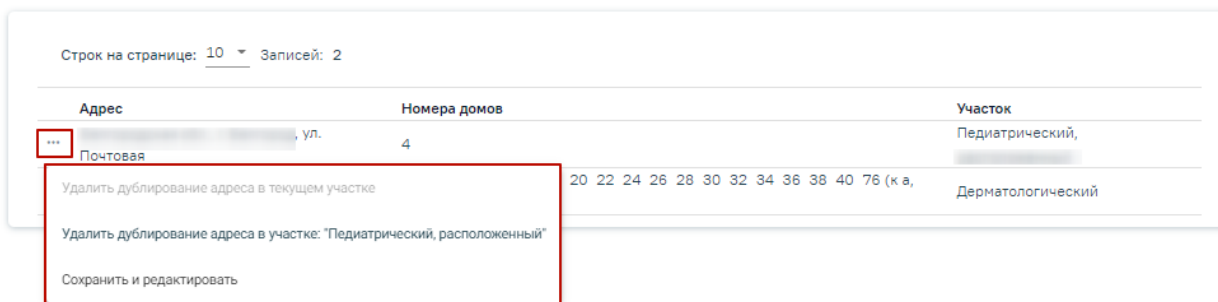 Строк на странице: 10 Записей: 2
Адрес Номера домов Участок
, ул. Почтовая 4 Педиатрический,
20 22 24 26 28 30 32 34 36 38 40 76 (к а, Дерматологический
Удалить дублирование адреса в текущем участке
Удалить дублирование адреса в участке: "Педиатрический, расположенный"
Сохранить и редактировать